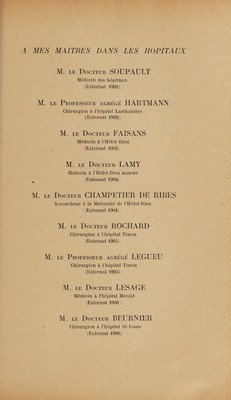 A MES MAITRES DANS LES HOPITAUX
M. LE DOCTEUR SOUPAULT
Médecin des hôpitaux.
(Externat 1901).
M. LE PROFESSEUR AGRÉGÉ HARTMANN
Chirurgien à l'hôpital Lariboisière
(Externat 1902).
M. LE DOCTEUR FAISANS
Médecin à l'Hôtel-Dieu
(Externat 1903).
M. LE DOCTEUR LAMY
Médecin à l'Hôtel-Dieu annexe
(Externat 1904).
M. LE DOCTEUR CHAMPETIER DE RIBES
Accoucheur à la Maternité de l'Hôtel-Dieu.
(Externat 1904).
M. LE DOCTEUR ROCHARD
Chirurgien à l'hôpital Tenon
(Externat 1905).
M. LE PROFESSEUR AGRÉGÉ LEGUEU
Chirurgien à l'hôpital Tenon
(Externat 1905).
M. LE DOCTEUR LESAGE
Médecin à l'hôpital Hérold
(Externat 1906).
M. LE DOCTEUR BEURNIER
Chirurgien à l'hôpital St-Louis
(Externat 1906).